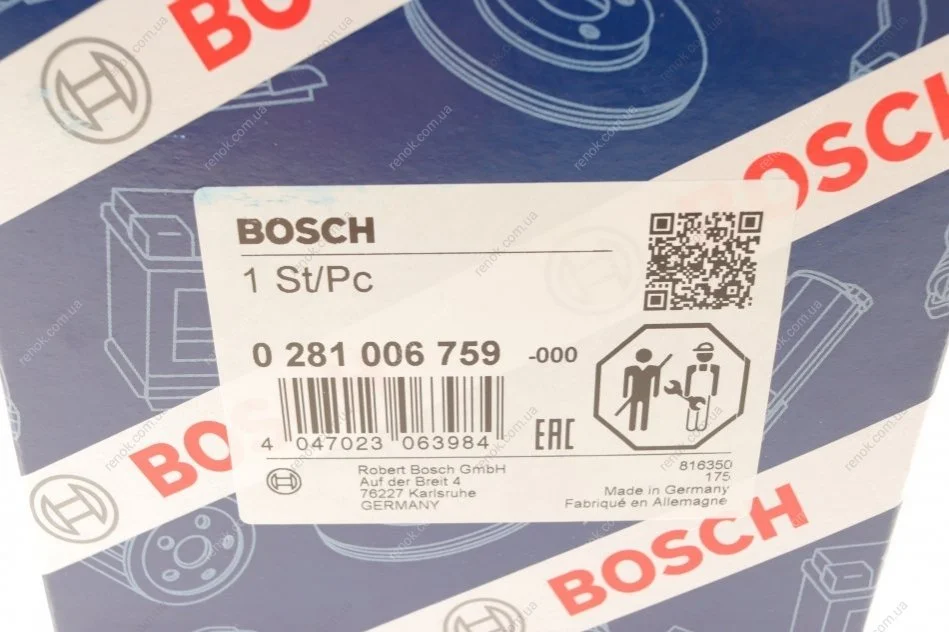 BOSCH
BOSCH
BOSCH
1 St/Pc
0 281 006 759 -000
4 047023 063984
EAC
Robert Bosch GmbH
Auf der Breit 4
76227 Karlsruhe
GERMANY
816350
175
Made in Germany
Fabriqué en Allemagne
BOSCH
renok.com.ua